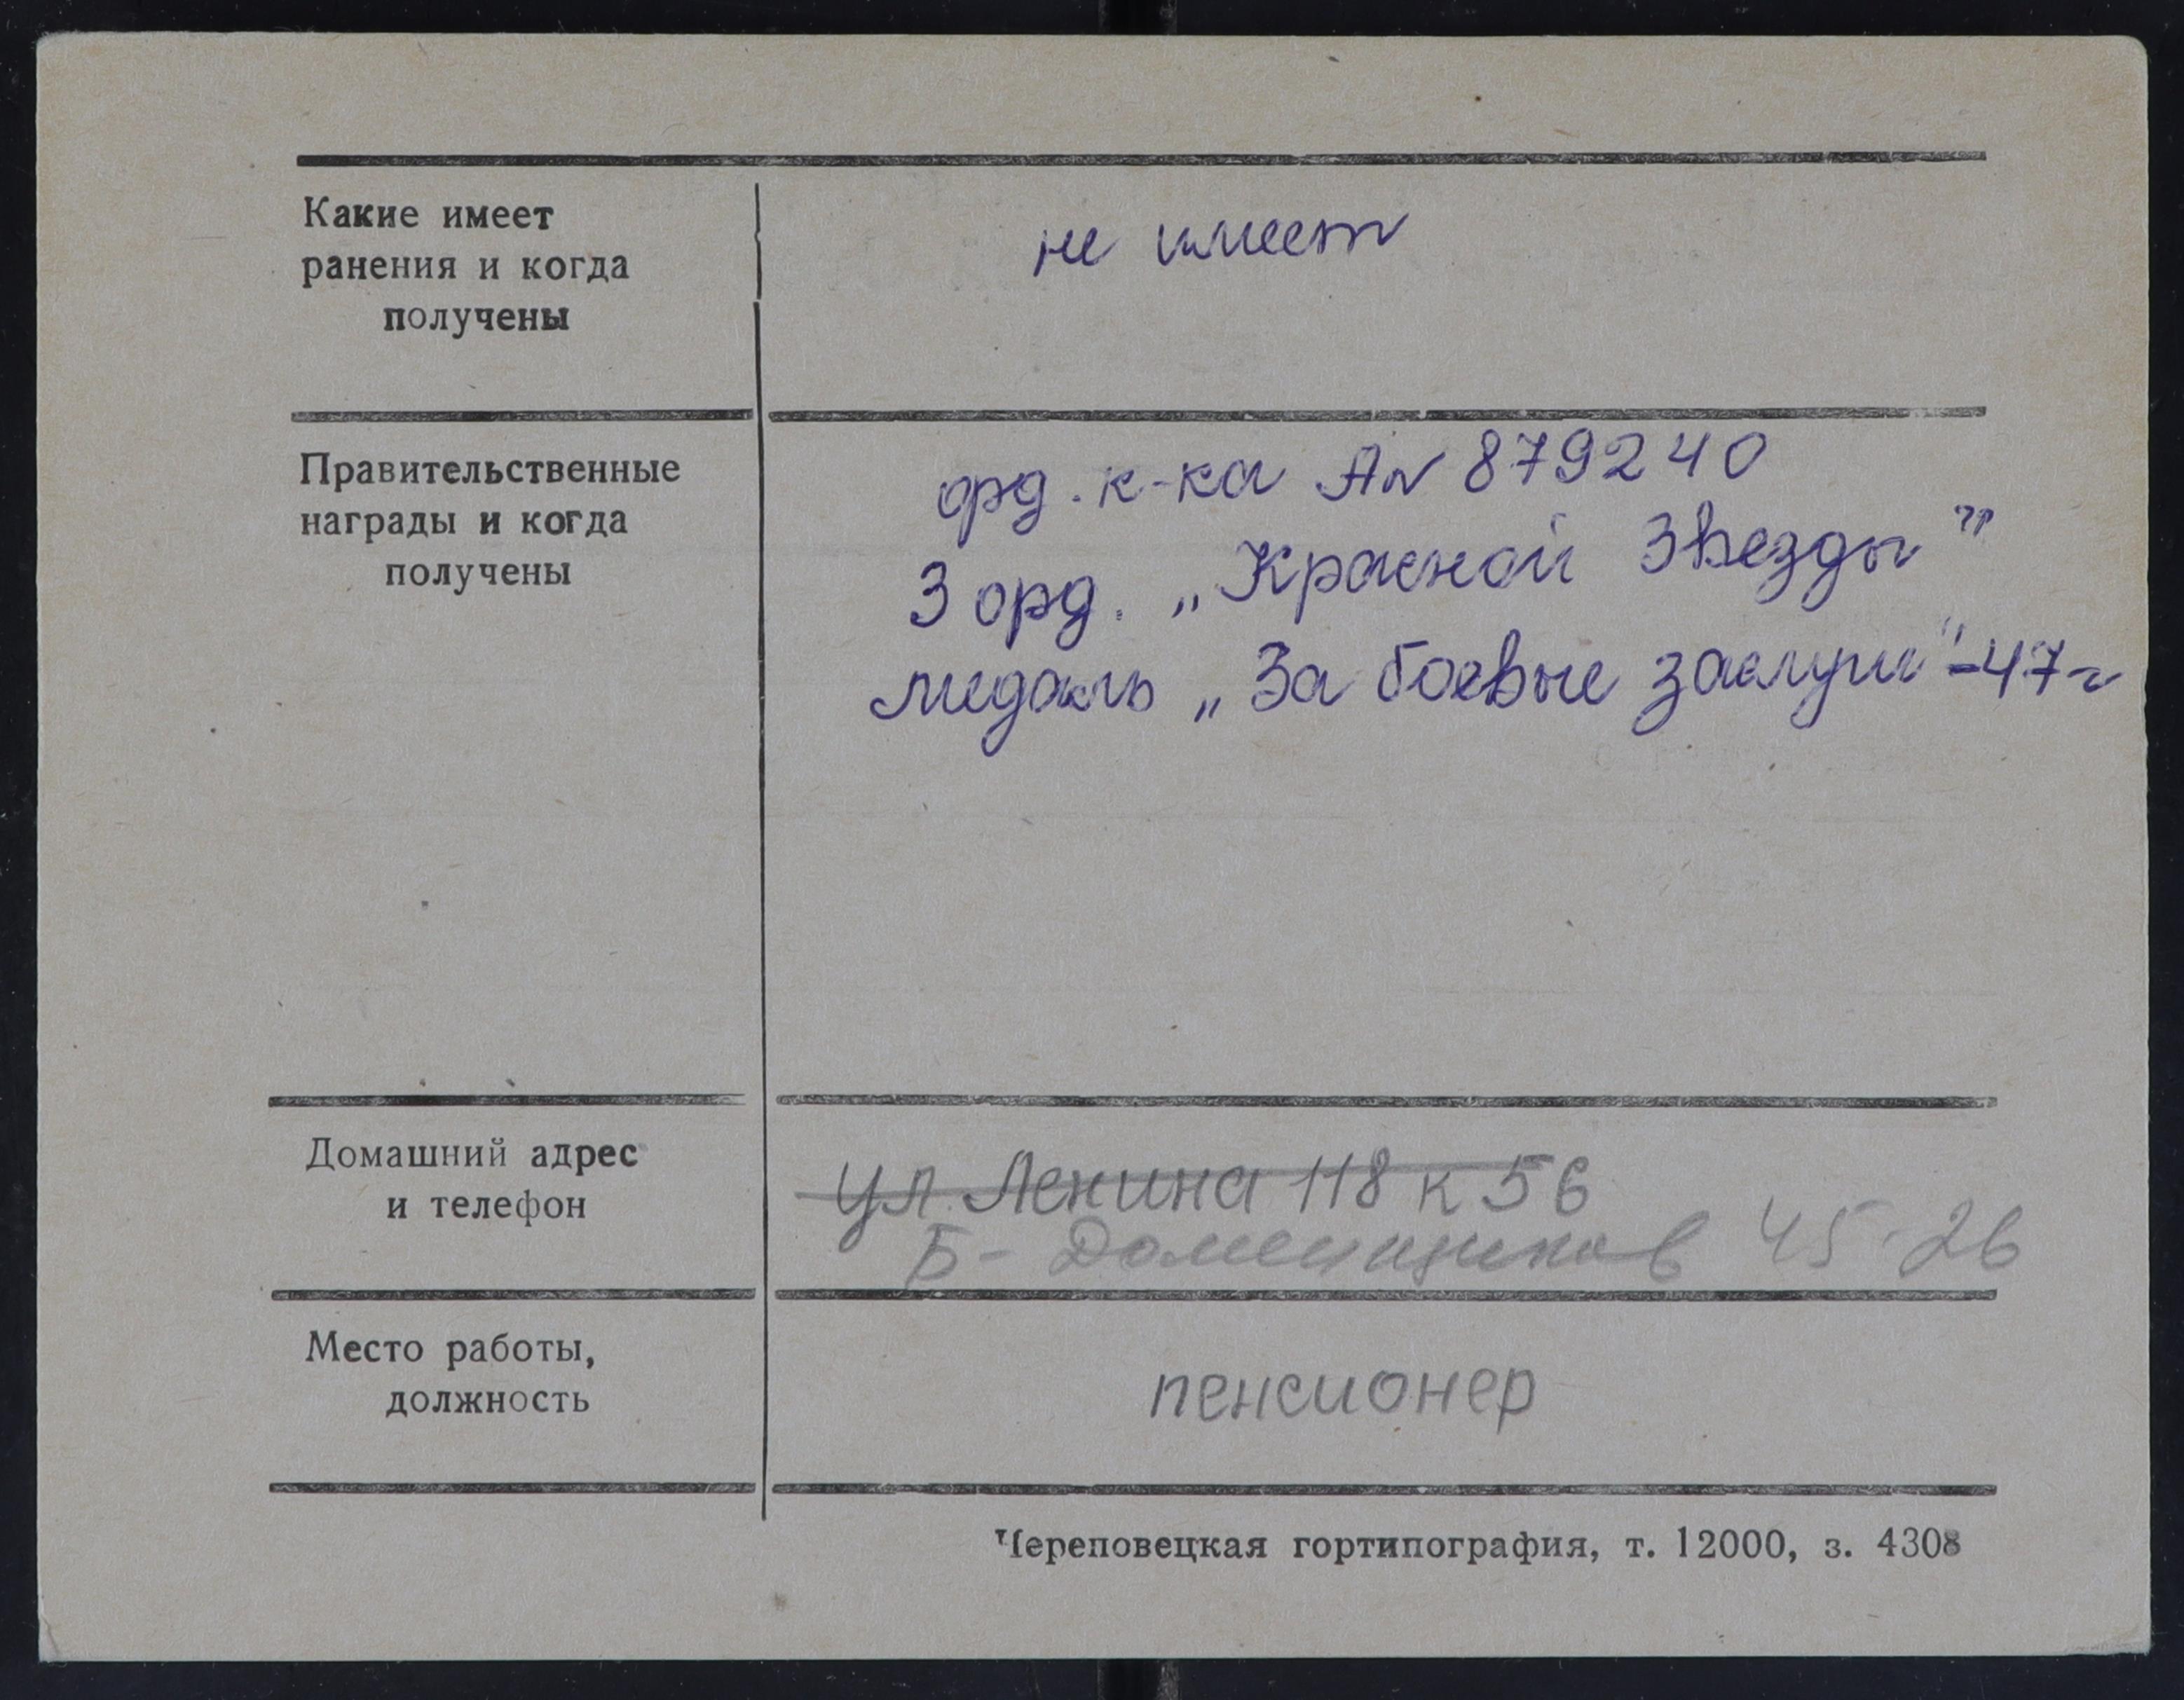 Какие имеет
ранения и когда
получены
не имеет
Правительственные
награды и когда
получены
орд. к-ка А№ 879240
3 орд. „Красной Звезды"
медаль „За боевые заслуги"-47г
Домашний адрес
и телефон
ул. Ленина 118 к 56
Б- Доменщиков 45-26
Место работы,
должность
пенсионер
Череповецкая гортипография, т. 12000, з. 4308